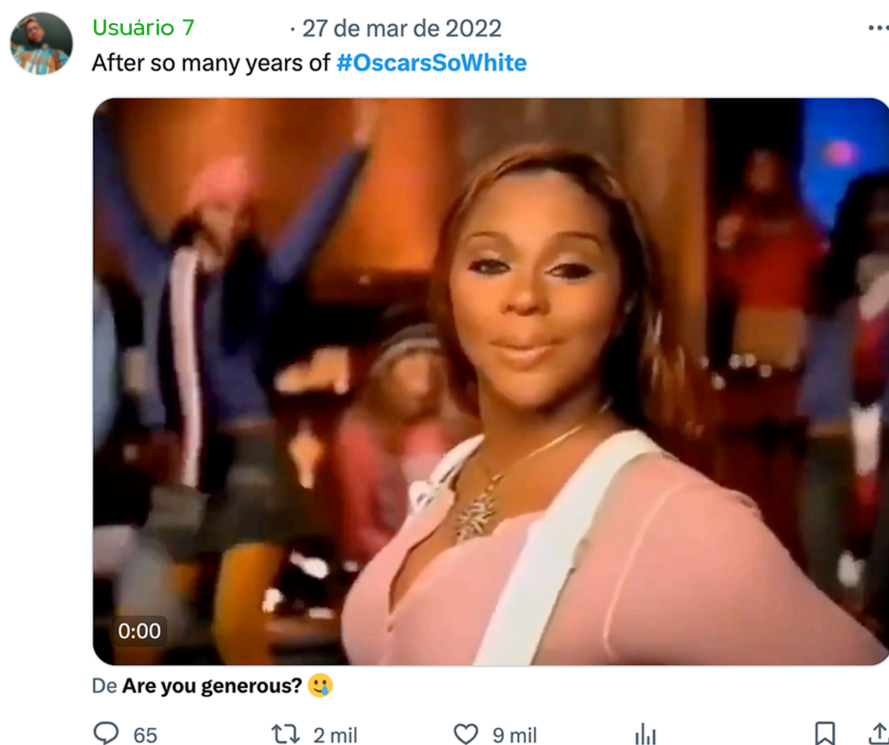 Usuário 7 · 27 de mar de 2022
After so many years of #OscarsSoWhite
0:00
De Are you generous? 🥲
65 2 mil 9 mil